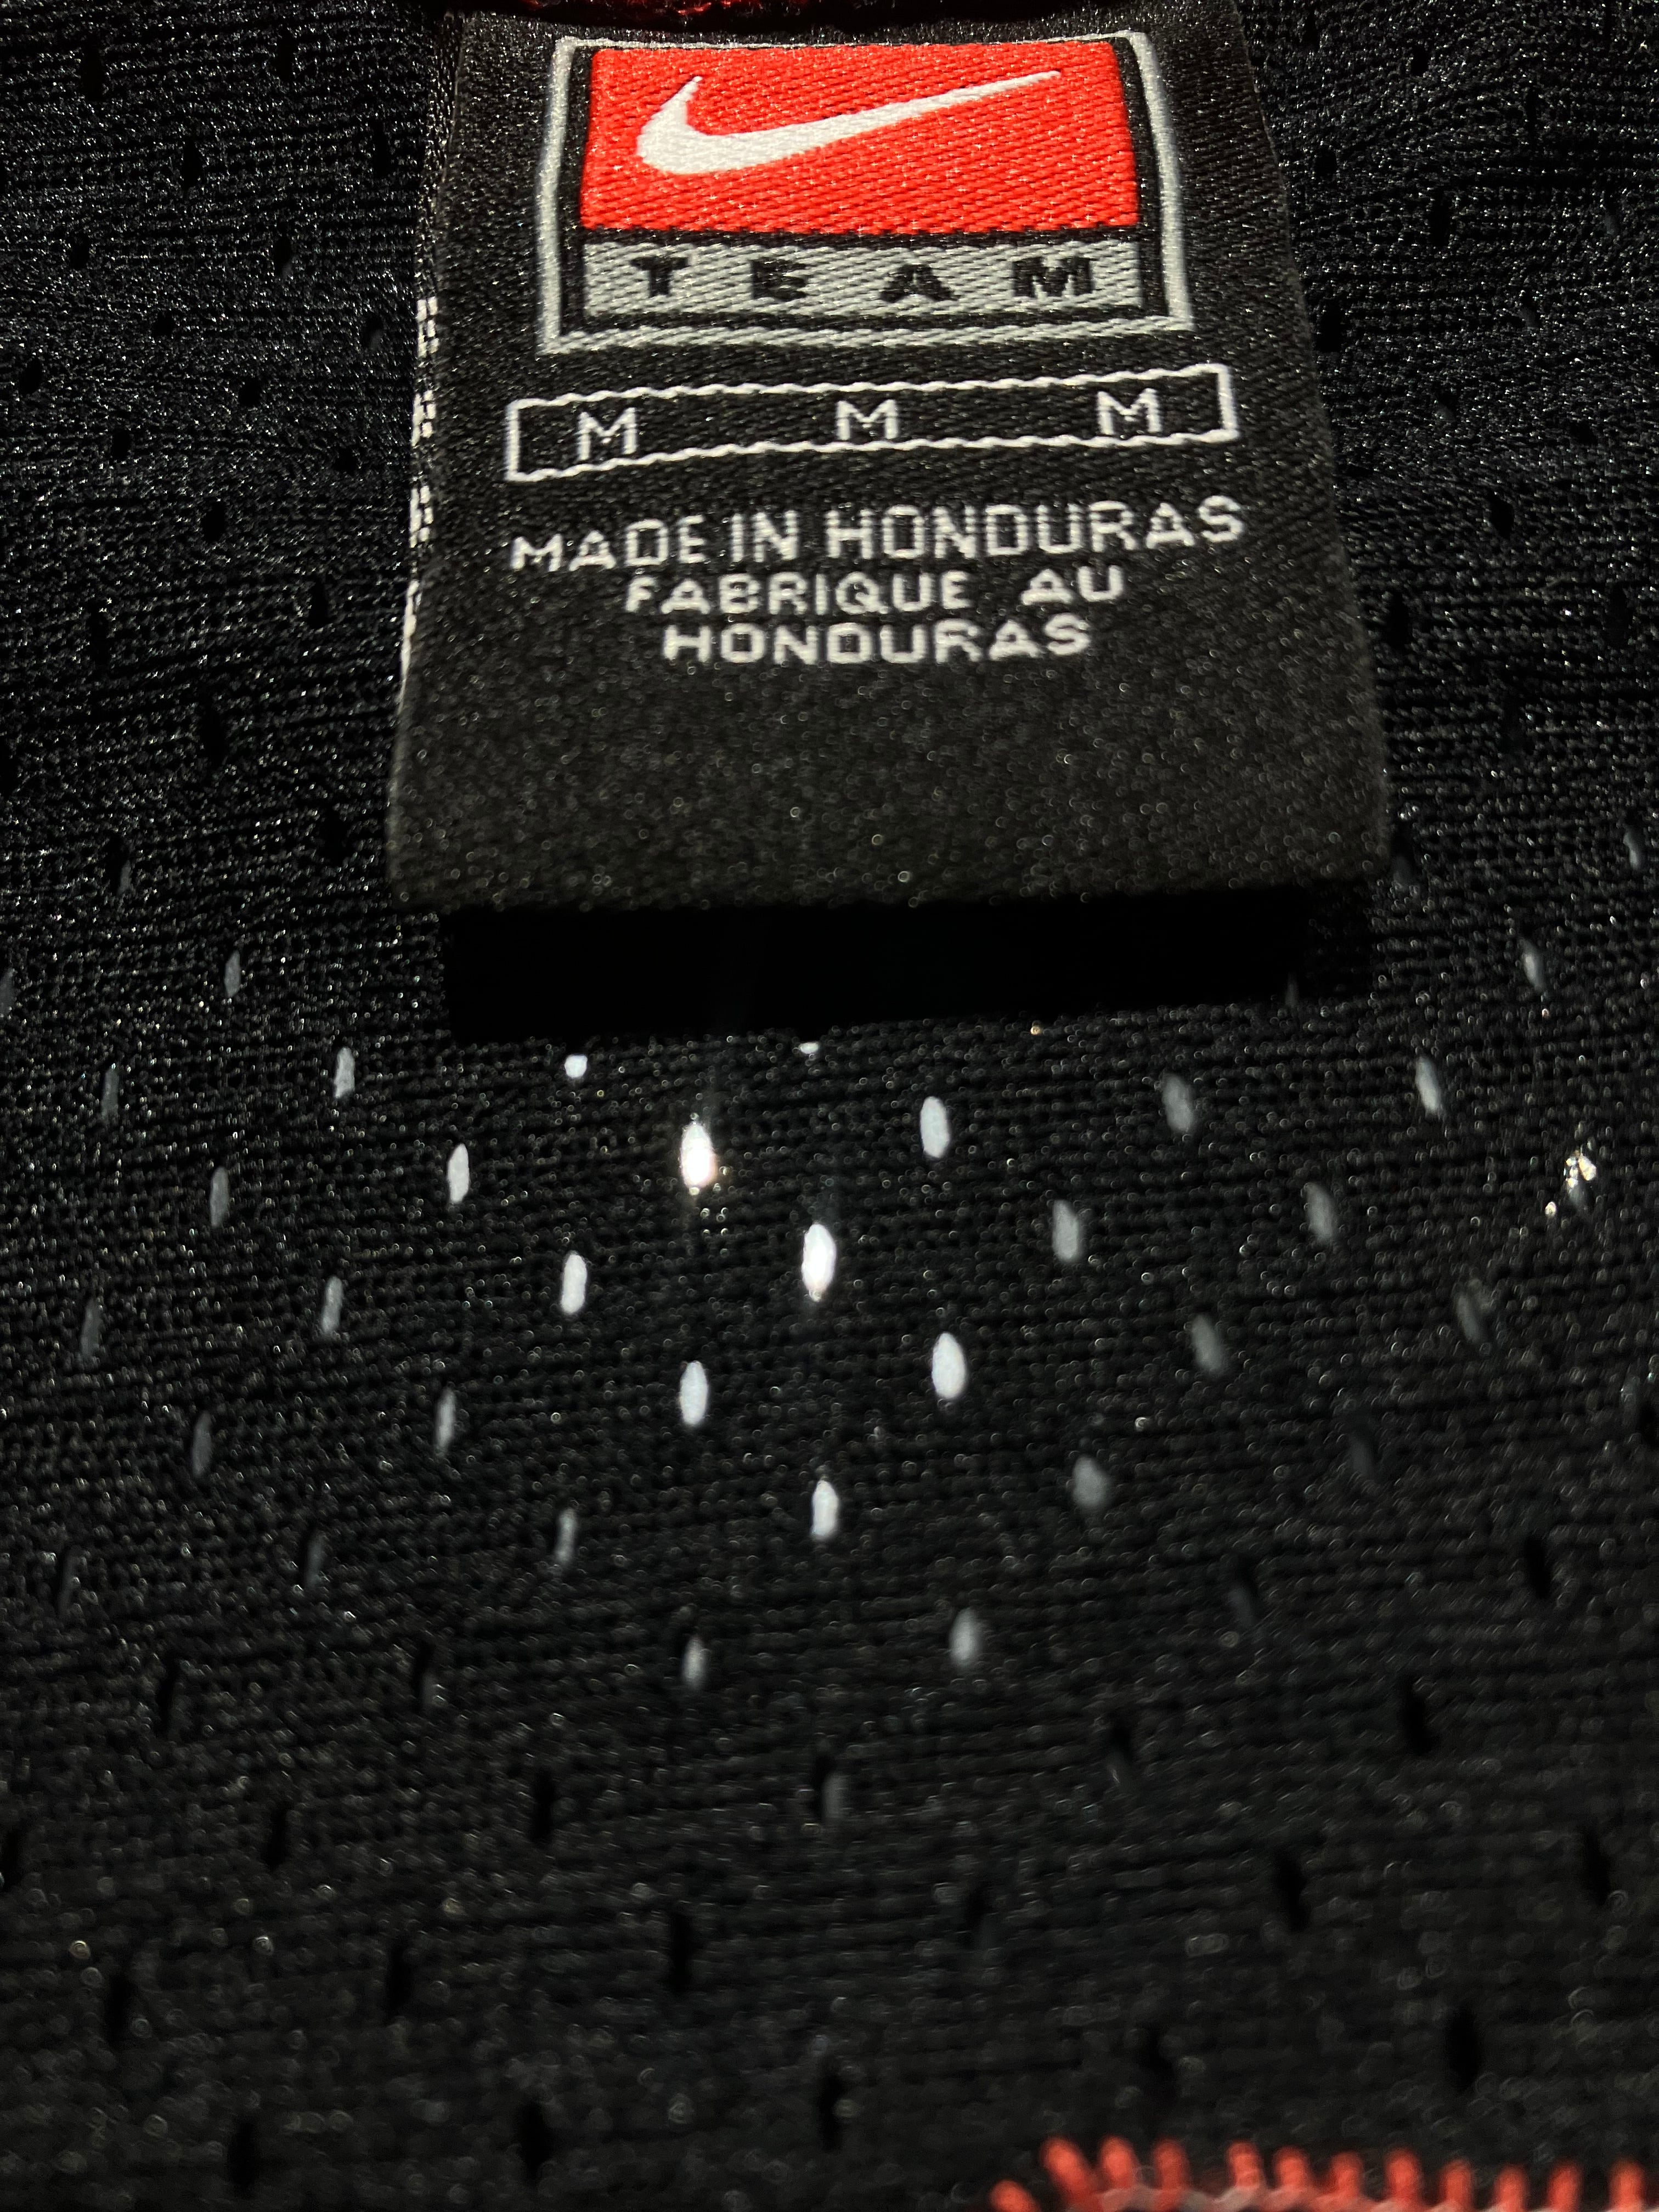 TEAM
M M M
MADE IN HONDURAS
FABRIQUE AU
HONDURAS